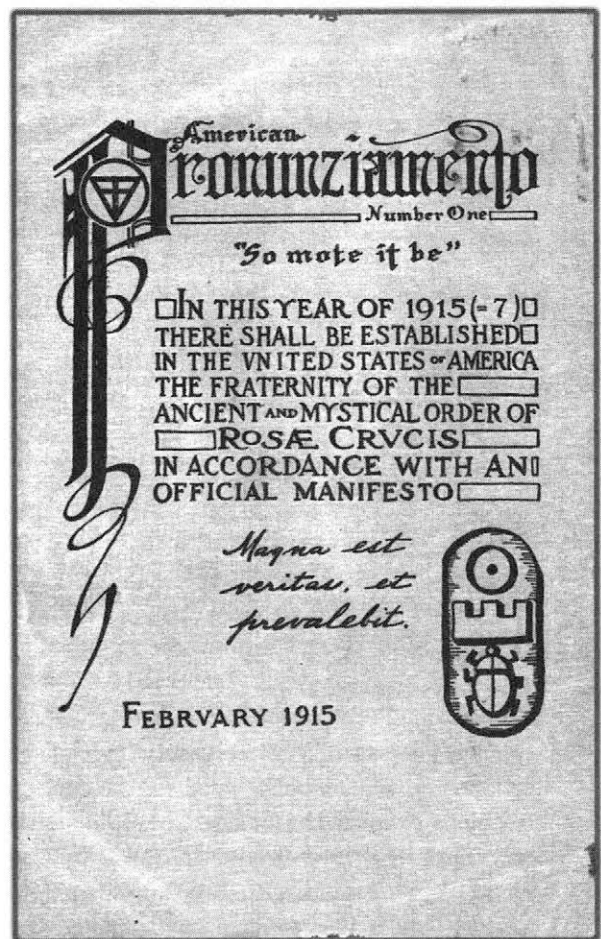 American
Pronunziamento
Number One
"So mote it be"
IN THIS YEAR OF 1915 (=7)
THERE SHALL BE ESTABLISHED
IN THE VNITED STATES OF AMERICA
THE FRATERNITY OF THE
ANCIENT AND MYSTICAL ORDER OF
ROSÆ CRVCIS
IN ACCORDANCE WITH AN
OFFICIAL MANIFESTO
Magna est
veritas, et
prevalebit.
FEBRVARY 1915